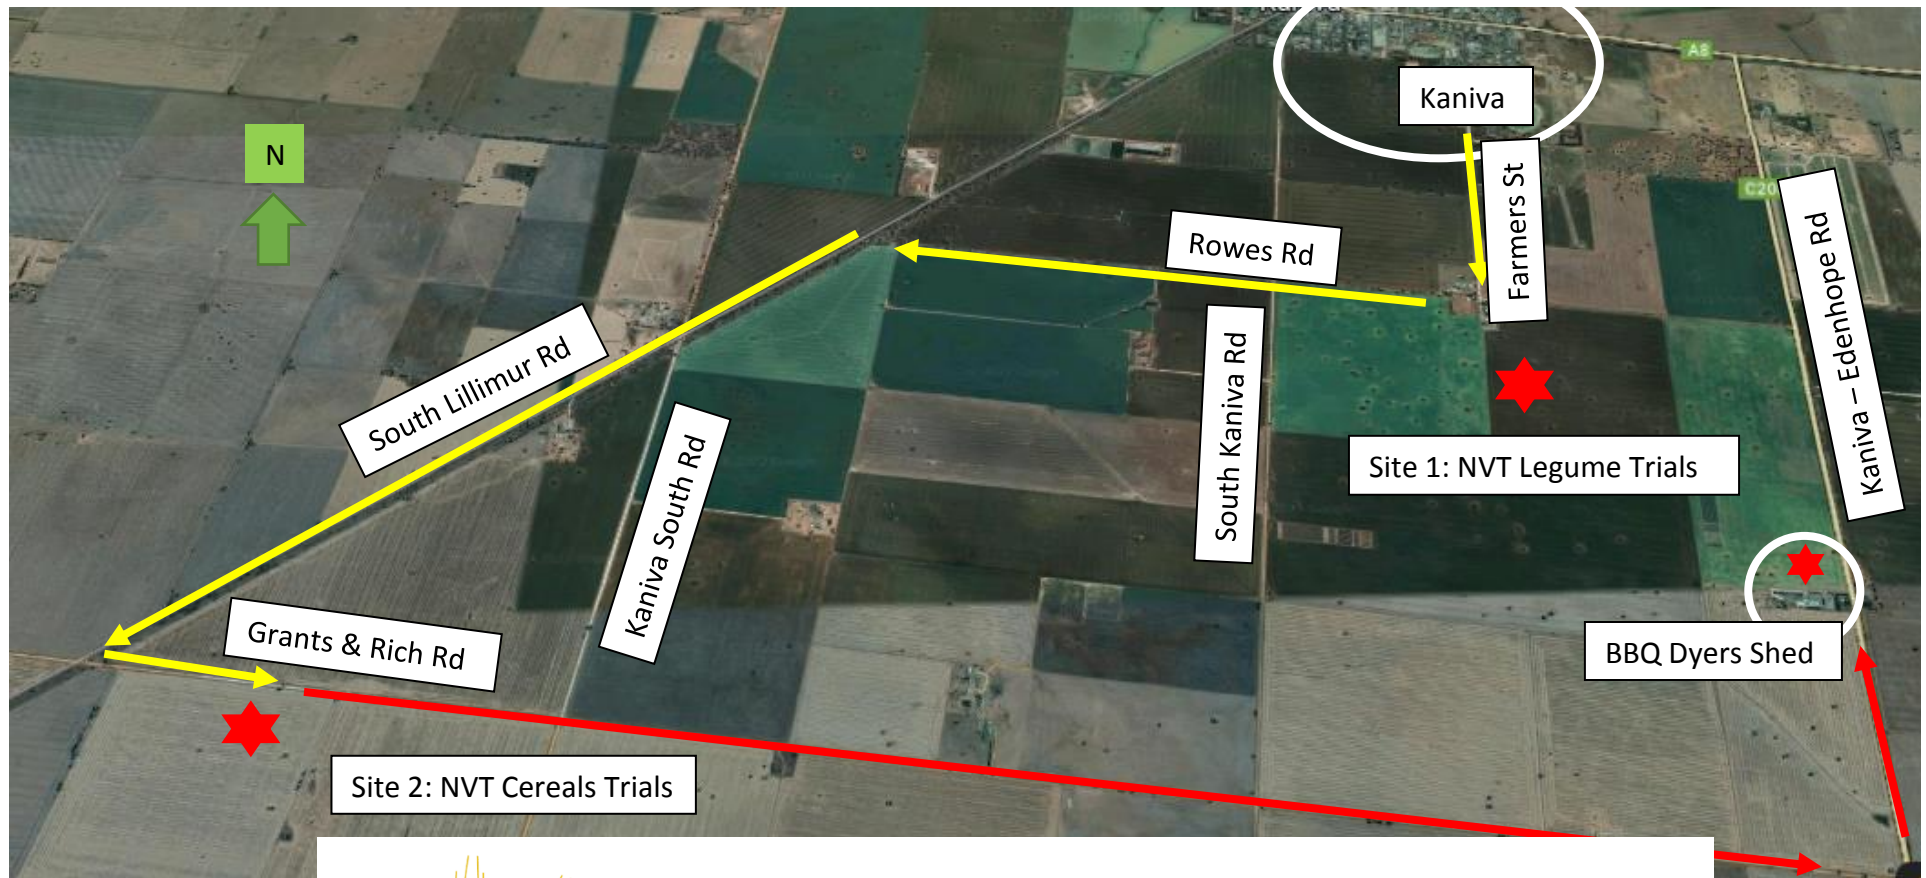 A8
Kaniva
N
Farmers St
C20
Rowes Rd
Kaniva – Edenhope Rd
South Lillimur Rd
South Kaniva Rd
Kaniva South Rd
Site 1: NVT Legume Trials
Grants & Rich Rd
BBQ Dyers Shed
Site 2: NVT Cereals Trials